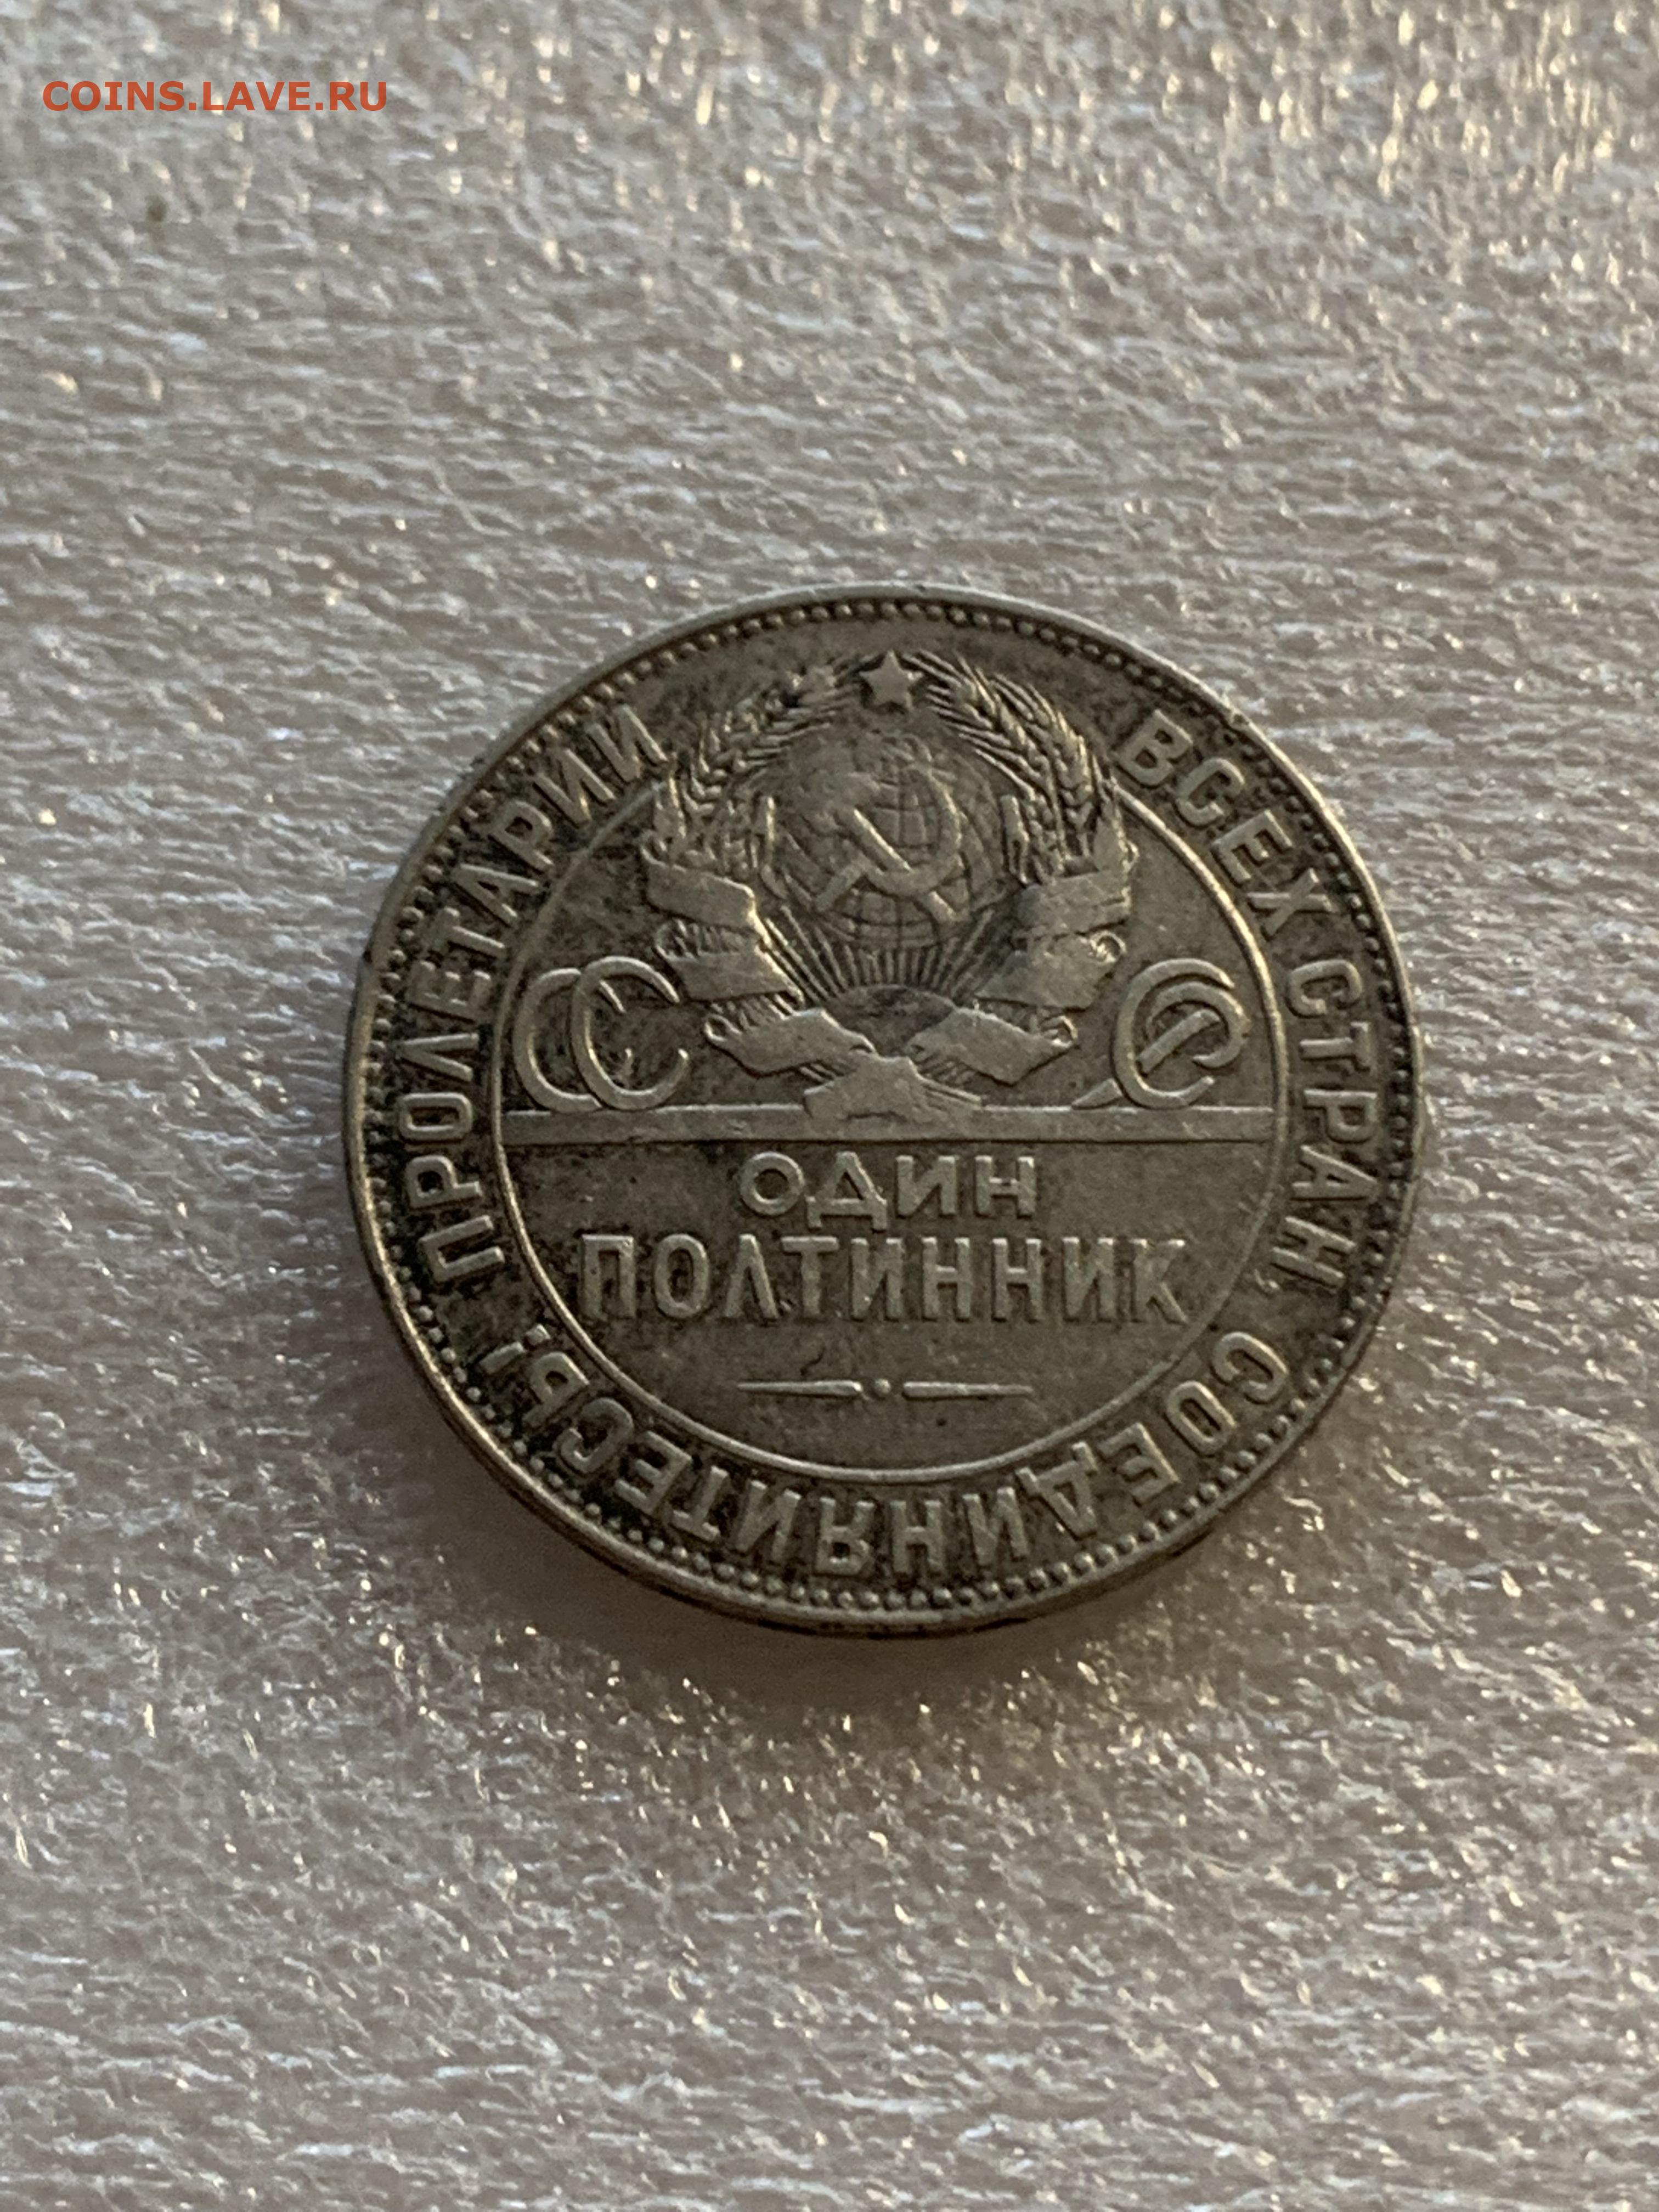 COINS.LAVE.RU
ПРОЛЕТАРИИ ВСЕХ СТРАН, СОЕДИНЯЙТЕСЬ!
СССР
ОДИН
ПОЛТИННИК